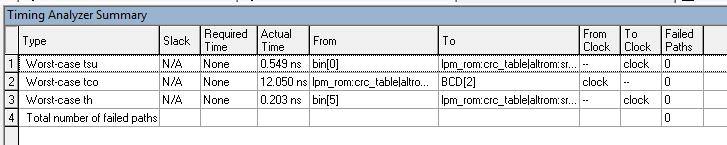 Timing Analyzer Summary
Type Slack Required Time Actual Time From To From Clock To Clock Failed Paths
1 Worst-case tsu N/A None 0.549 ns bin[0] lpm_rom:crc_table|altrom:sr... -- clock 0
2 Worst-case tco N/A None 12.050 ns lpm_rom:crc_table|altro... BCD[2] clock -- 0
3 Worst-case th N/A None 0.203 ns bin[5] lpm_rom:crc_table|altrom:sr... -- clock 0
4 Total number of failed paths 0